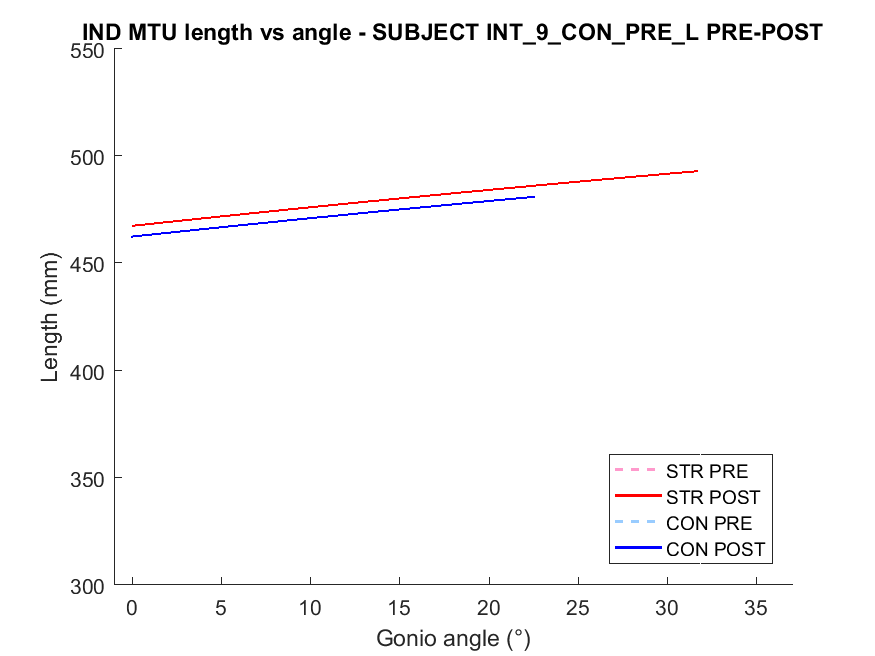 IND MTU length vs angle - SUBJECT INT_9_CON_PRE_L PRE-POST
550
500
450
400
350
300
Length (mm)
0 5 10 15 20 25 30 35
Gonio angle (°)
STR PRE
STR POST
CON PRE
CON POST